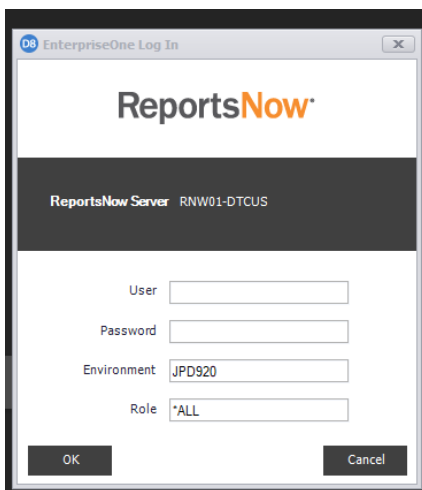 D8 EnterpriseOne Log In
ReportsNow
ReportsNow Server RNW01-DTCUS
User
Password
Environment JPD920
Role *ALL
OK Cancel